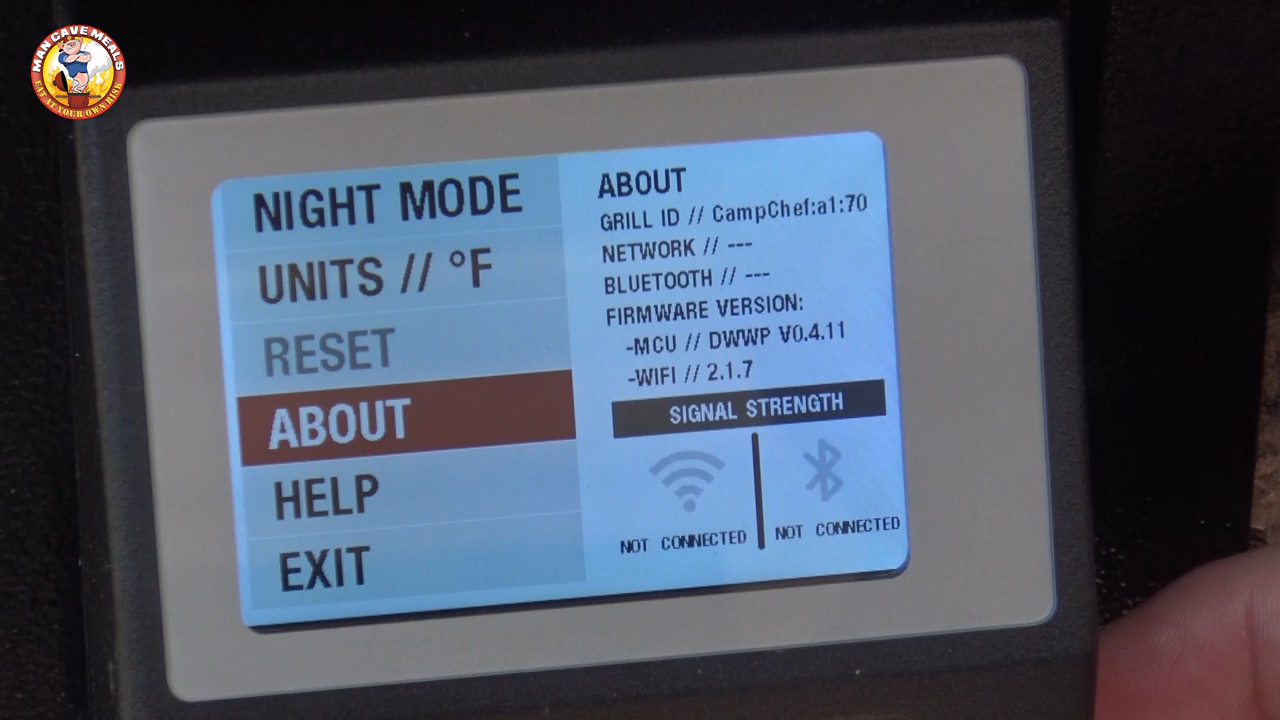 MAN CAVE MEALS
EAT AT YOUR OWN RISK
NIGHT MODE
UNITS // °F
RESET
ABOUT
HELP
EXIT
ABOUT
GRILL ID // CampChef:a1:70
NETWORK // ---
BLUETOOTH // ---
FIRMWARE VERSION:
-MCU // DWWP V0.4.11
-WIFI // 2.1.7
SIGNAL STRENGTH
NOT CONNECTED
NOT CONNECTED